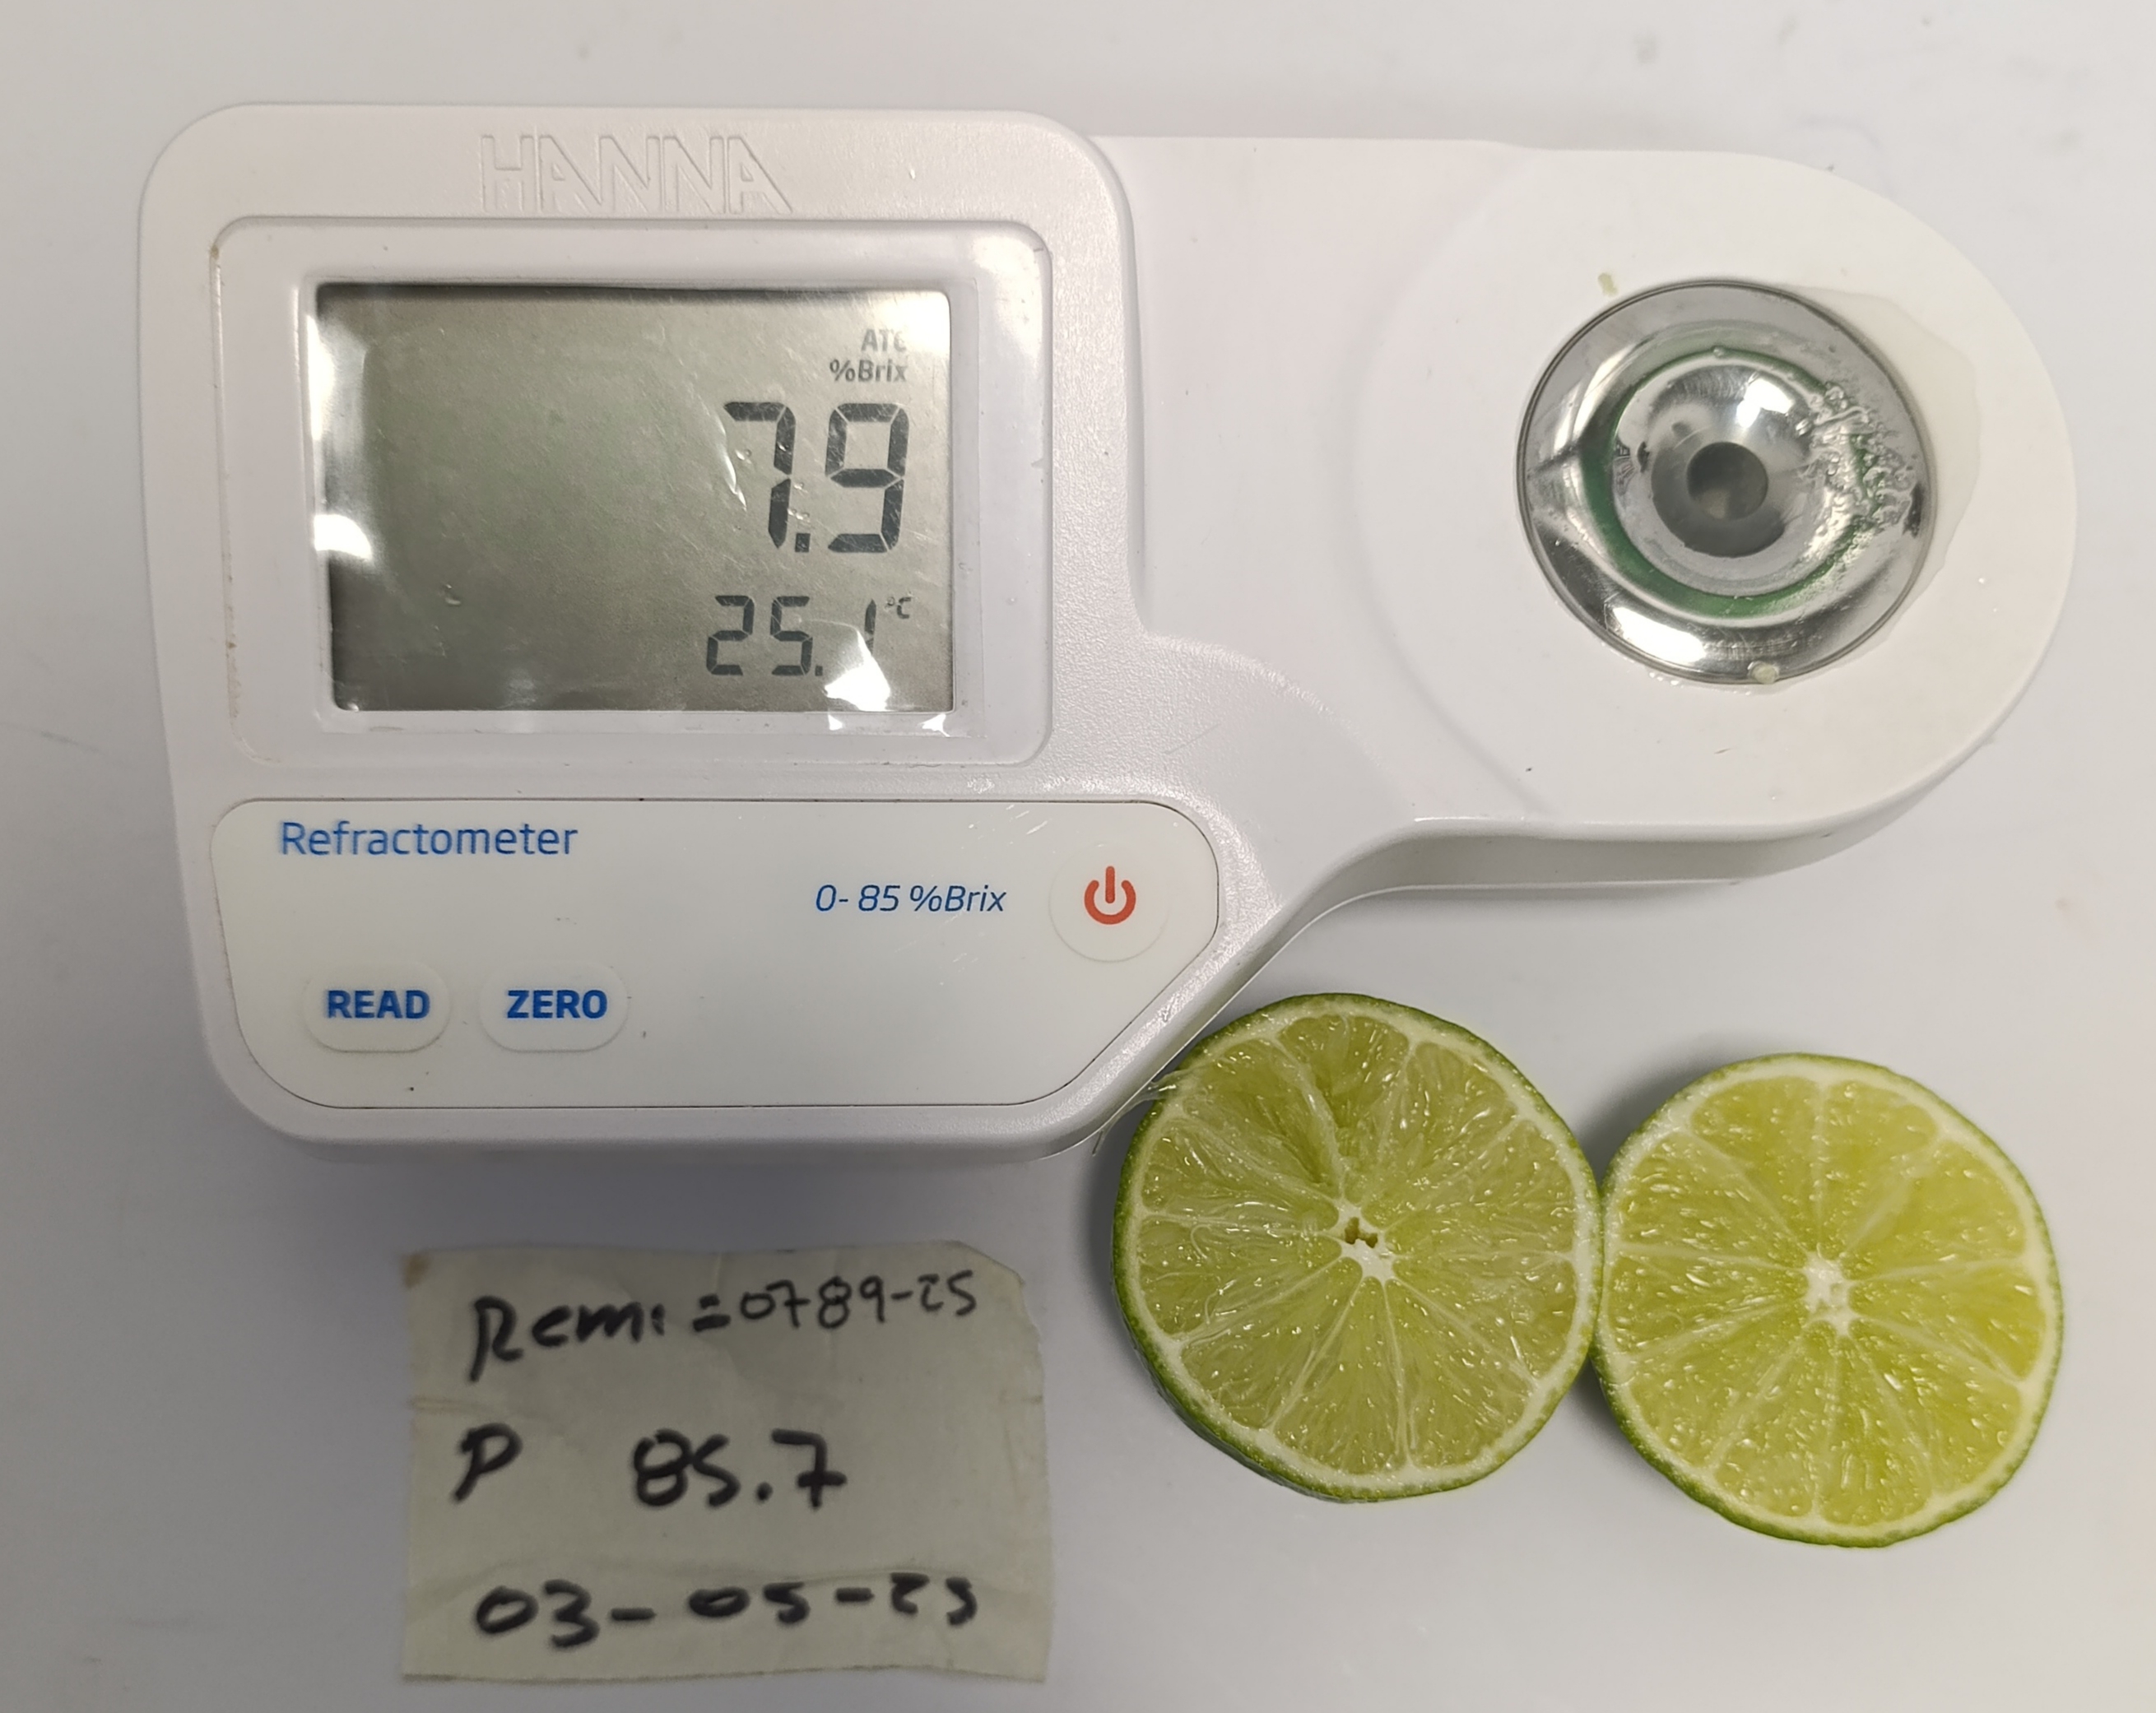 HANNA
ATC
%Brix
7.9
25.1 °C
Refractometer
0-85 %Brix
READ ZERO
Remi = 0789-25
P 85.7
03-05-25